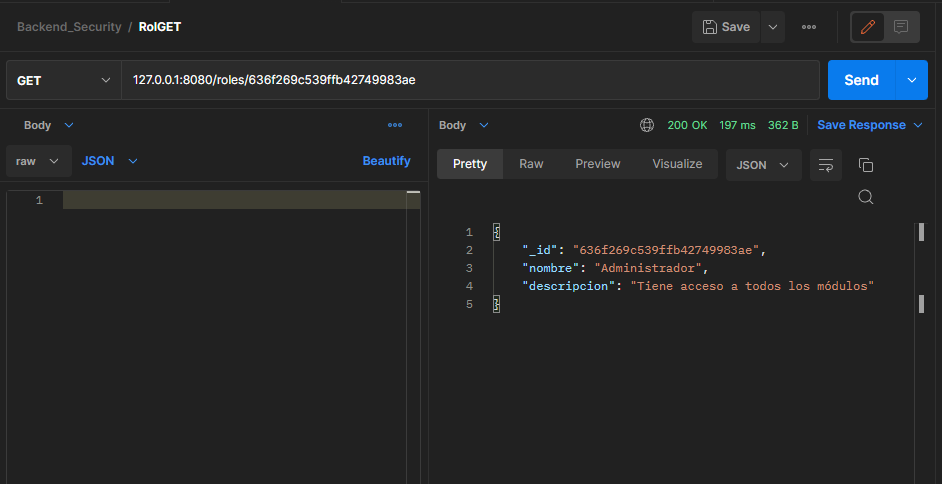 Backend_Security / RolGET
Save
GET
127.0.0.1:8080/roles/636f269c539ffb42749983ae
Send
Body
raw
JSON
Beautify
1
Body
200 OK
197 ms
362 B
Save Response
Pretty
Raw
Preview
Visualize
JSON
1 {
2 "_id": "636f269c539ffb42749983ae",
3 "nombre": "Administrador",
4 "descripcion": "Tiene acceso a todos los módulos"
5 }